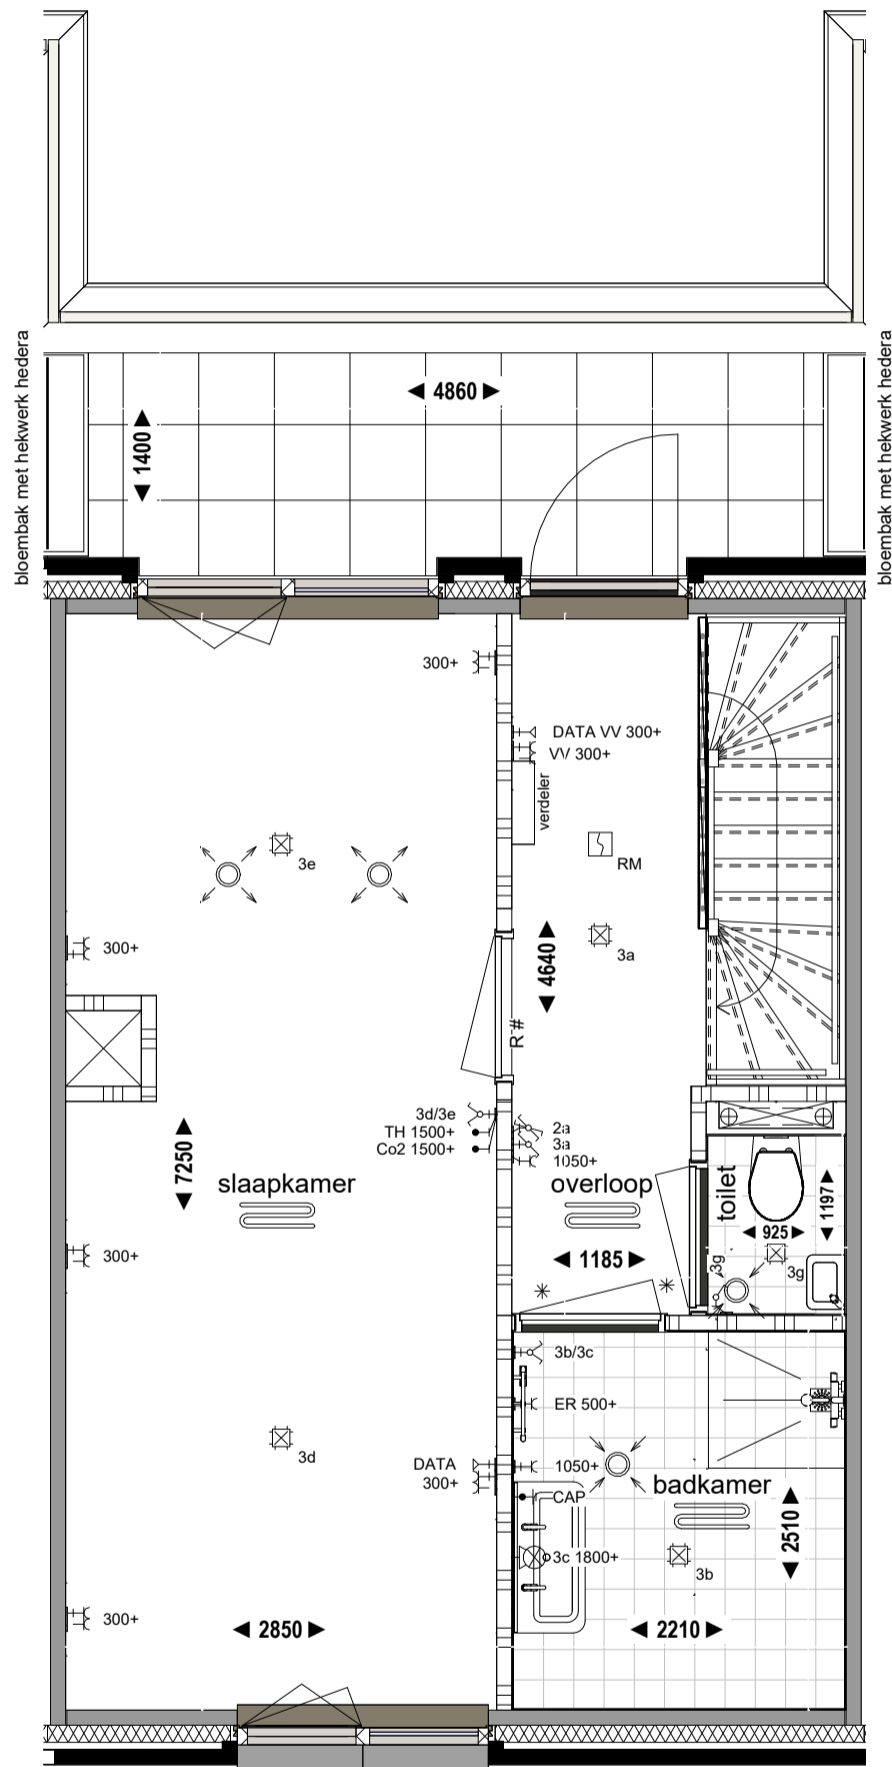 bloembak met hekwerk hedera
bloembak met hekwerk hedera
4860
1400
300+
DATA VV 300+
VV 300+
verdeler
3e
RM
3a
300+
4640
R #
3d/3e
TH 1500+
Co2 1500+
2a
3a
1050+
7250
slaapkamer
overloop
toilet
1197
925
3g
3g
300+
1185
3b/3c
ER 500+
3d
DATA
300+
1050+
badkamer
CAP
2510
3c 1800+
3b
300+
2850
2210